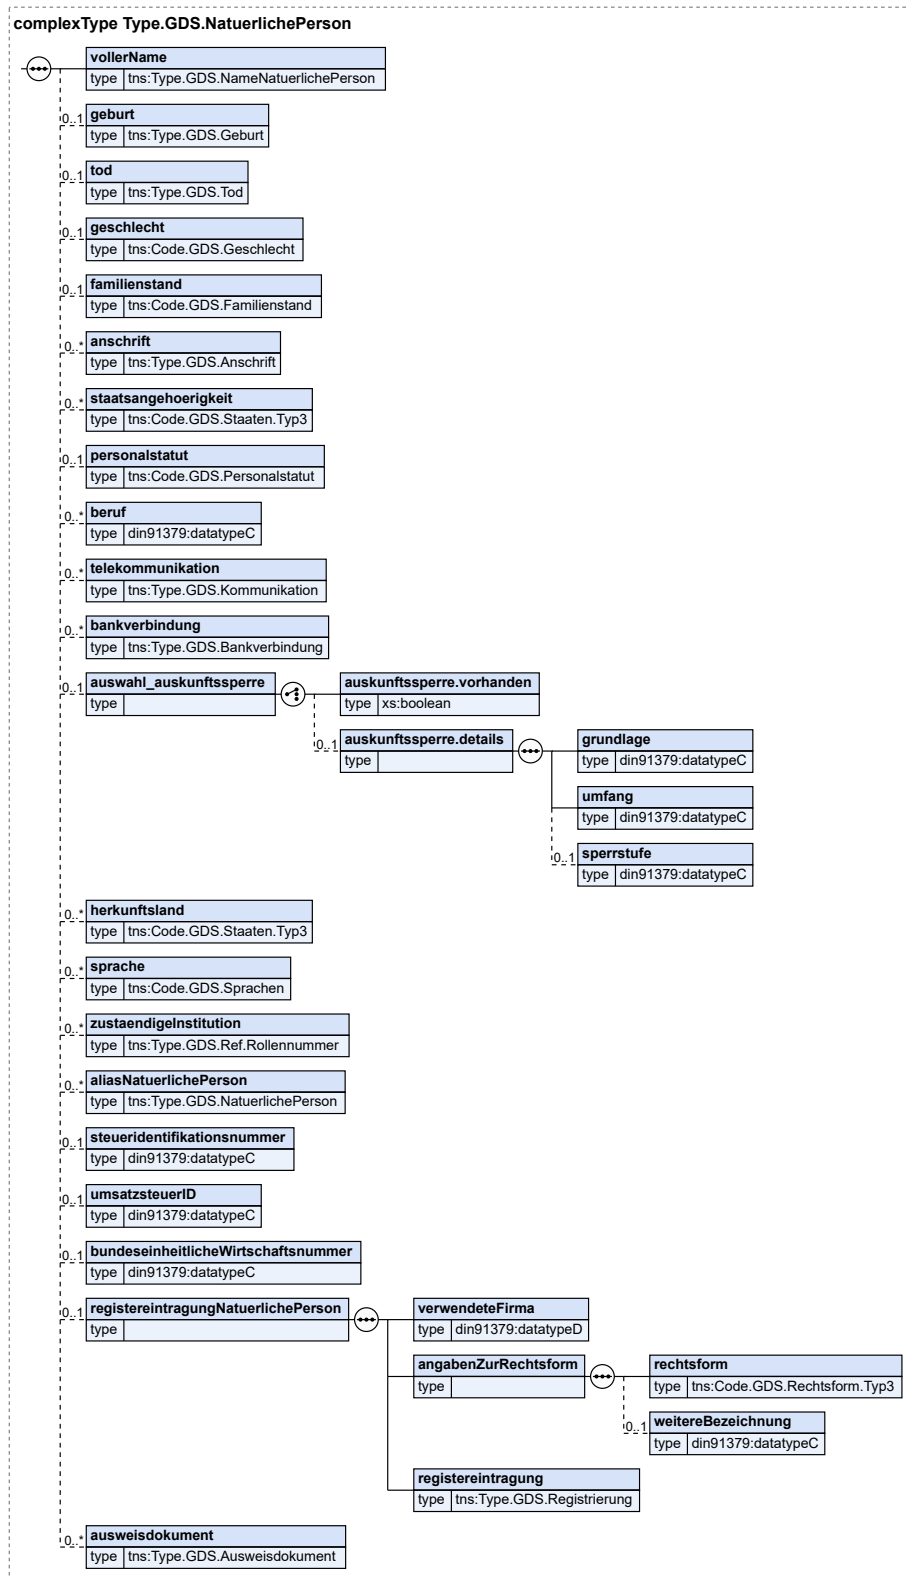 complexType Type.GDS.NatuerlichePerson
vollerName
type tns:Type.GDS.NameNatuerlichePerson
0..1 geburt
type tns:Type.GDS.Geburt
0..1 tod
type tns:Type.GDS.Tod
0..1 geschlecht
type tns:Code.GDS.Geschlecht
0..1 familienstand
type tns:Code.GDS.Familienstand
0..* anschrift
type tns:Type.GDS.Anschrift
0..* staatsangehoerigkeit
type tns:Code.GDS.Staaten.Typ3
0..1 personalstatut
type tns:Code.GDS.Personalstatut
0..* beruf
type din91379:datatypeC
0..* telekommunikation
type tns:Type.GDS.Kommunikation
0..* bankverbindung
type tns:Type.GDS.Bankverbindung
0..1 auswahl_auskunftssperre auskunftssperre.vorhanden
type type xs:boolean
0..1 auskunftssperre.details grundlage
type type din91379:datatypeC
umfang
type din91379:datatypeC
0..1 sperrstufe
type din91379:datatypeC
0..* herkunftsland
type tns:Code.GDS.Staaten.Typ3
0..* sprache
type tns:Code.GDS.Sprachen
0..* zustaendigeInstitution
type tns:Type.GDS.Ref.Rollennummer
0..* aliasNatuerlichePerson
type tns:Type.GDS.NatuerlichePerson
0..1 steueridentifikationsnummer
type din91379:datatypeC
0..1 umsatzsteuerID
type din91379:datatypeC
0..1 bundeseinheitlicheWirtschaftsnummer
type din91379:datatypeC
0..1 registereintragungNatuerlichePerson verwendeteFirma
type type din91379:datatypeD
angabenZurRechtsform rechtsform
type type tns:Code.GDS.Rechtsform.Typ3
0..1 weitereBezeichnung
type din91379:datatypeC
registereintragung
type tns:Type.GDS.Registrierung
0..* ausweisdokument
type tns:Type.GDS.Ausweisdokument